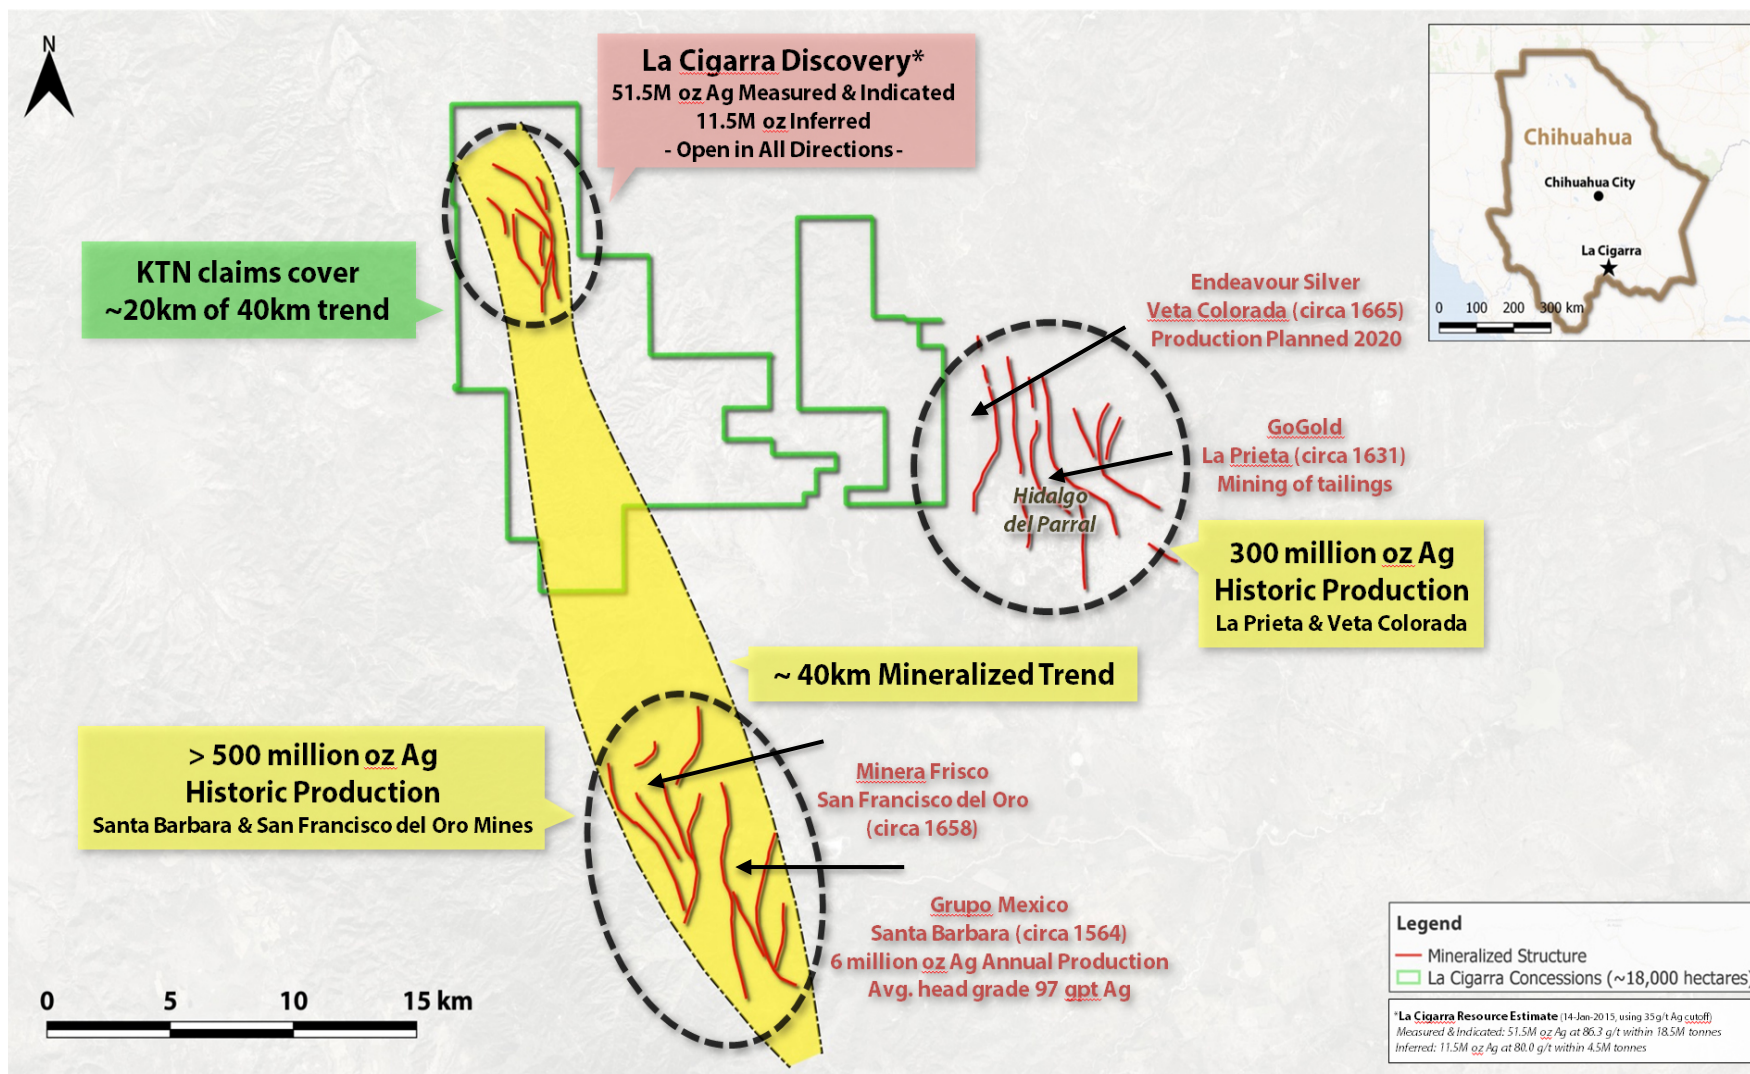 N
La Cigarra Discovery*
51.5M oz Ag Measured & Indicated
11.5M oz Inferred
- Open in All Directions -
KTN claims cover
~20km of 40km trend
Chihuahua
Chihuahua City
La Cigarra
0 100 200 300 km
Endeavour Silver
Veta Colorada (circa 1665)
Production Planned 2020
GoGold
La Prieta (circa 1631)
Mining of tailings
Hidalgo
del Parral
300 million oz Ag
Historic Production
La Prieta & Veta Colorada
~ 40km Mineralized Trend
> 500 million oz Ag
Historic Production
Santa Barbara & San Francisco del Oro Mines
Minera Frisco
San Francisco del Oro
(circa 1658)
Grupo Mexico
Santa Barbara (circa 1564)
6 million oz Ag Annual Production
Avg. head grade 97 gpt Ag
0 5 10 15 km
Legend
Mineralized Structure
La Cigarra Concessions (~18,000 hectares)
*La Cigarra Resource Estimate (14-Jan-2015, using 35 g/t Ag cutoff)
Measured & Indicated: 51.5M oz Ag at 86.3 g/t within 18.5M tonnes
Inferred: 11.5M oz Ag at 80.0 g/t within 4.5M tonnes